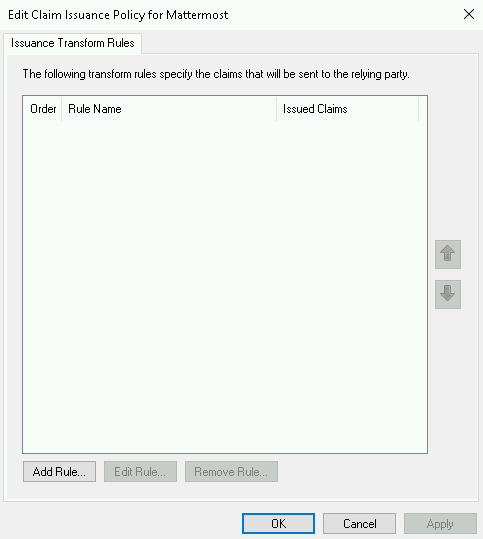 Edit Claim Issuance Policy for Mattermost
Issuance Transform Rules
The following transform rules specify the claims that will be sent to the relying party.
Order Rule Name Issued Claims
Add Rule... Edit Rule... Remove Rule...
OK Cancel Apply